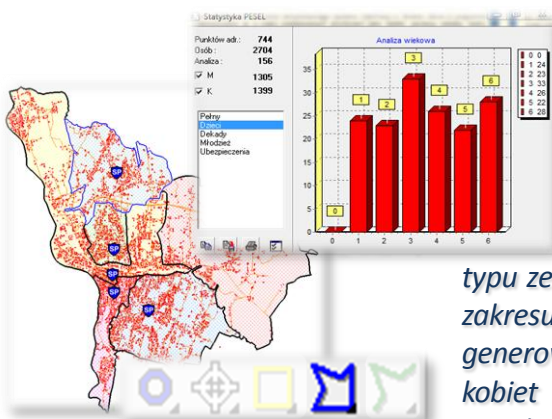 Statystyka PESEL
Punktów adr.: 744
Osób : 2704
Analiza : 156
M 1305
K 1399
Pełny
Dzieci
Dekady
Młodzież
Ubezpieczenia
Analiza wiekowa
35
30
25
20
15
10
5
0
0
1
2
3
4
5
6
0 1 2 3 4 5 6
0 0
1 24
2 23
3 33
4 26
5 22
6 28
SP
SP
SP
SP
SP
typu ze
zakresu
generow
kobiet